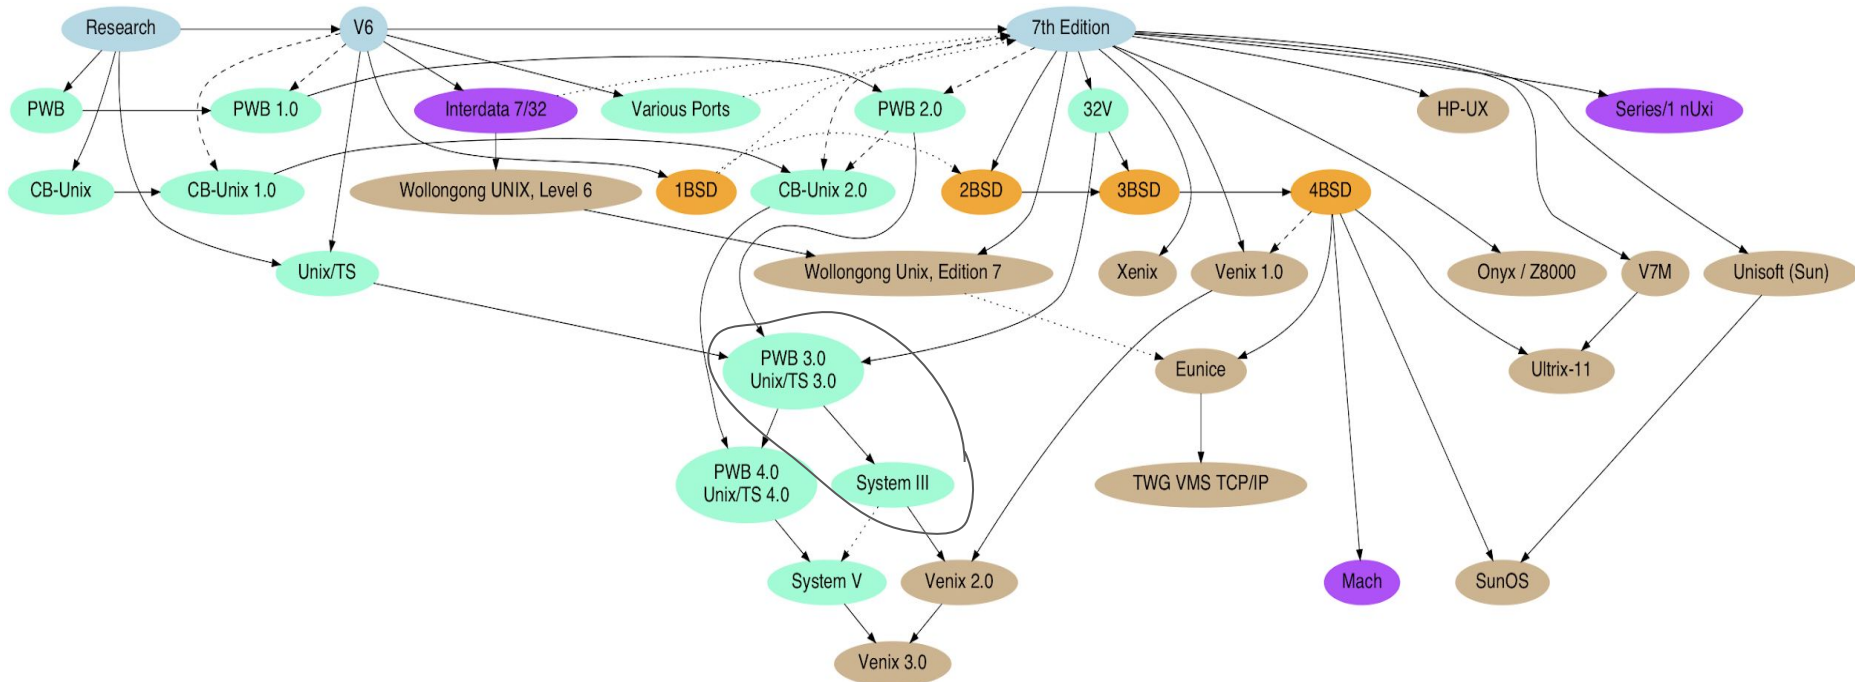 Research
V6
7th Edition
PWB
PWB 1.0
Interdata 7/32
Various Ports
PWB 2.0
32V
HP-UX
Series/1 nUxi
CB-Unix
CB-Unix 1.0
Wollongong UNIX, Level 6
1BSD
CB-Unix 2.0
2BSD
3BSD
4BSD
Unix/TS
Wollongong Unix, Edition 7
Xenix
Venix 1.0
Onyx / Z8000
V7M
Unisoft (Sun)
PWB 3.0
Unix/TS 3.0
Eunice
Ultrix-11
PWB 4.0
Unix/TS 4.0
System III
TWG VMS TCP/IP
System V
Venix 2.0
Mach
SunOS
Venix 3.0